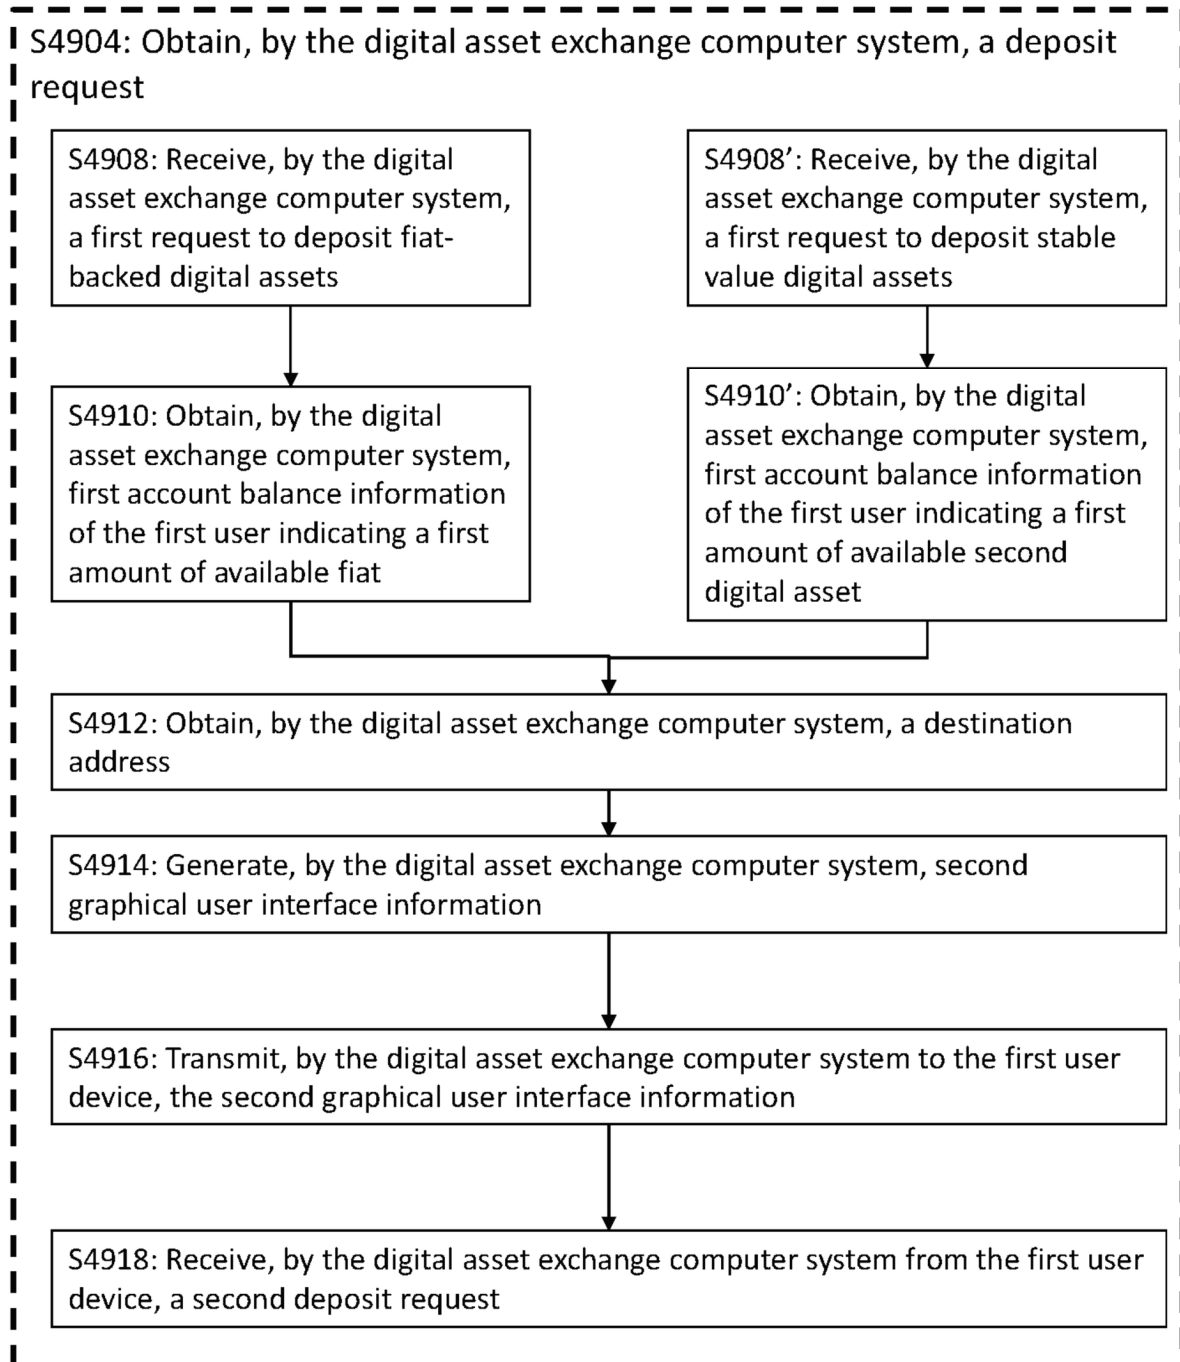 S4904: Obtain, by the digital asset exchange computer system, a deposit
request
S4908: Receive, by the digital
asset exchange computer system,
a first request to deposit fiat-
backed digital assets
S4908’: Receive, by the digital
asset exchange computer system,
a first request to deposit stable
value digital assets
S4910: Obtain, by the digital
asset exchange computer system,
first account balance information
of the first user indicating a first
amount of available fiat
S4910’: Obtain, by the digital
asset exchange computer system,
first account balance information
of the first user indicating a first
amount of available second
digital asset
S4912: Obtain, by the digital asset exchange computer system, a destination
address
S4914: Generate, by the digital asset exchange computer system, second
graphical user interface information
S4916: Transmit, by the digital asset exchange computer system to the first user
device, the second graphical user interface information
S4918: Receive, by the digital asset exchange computer system from the first user
device, a second deposit request